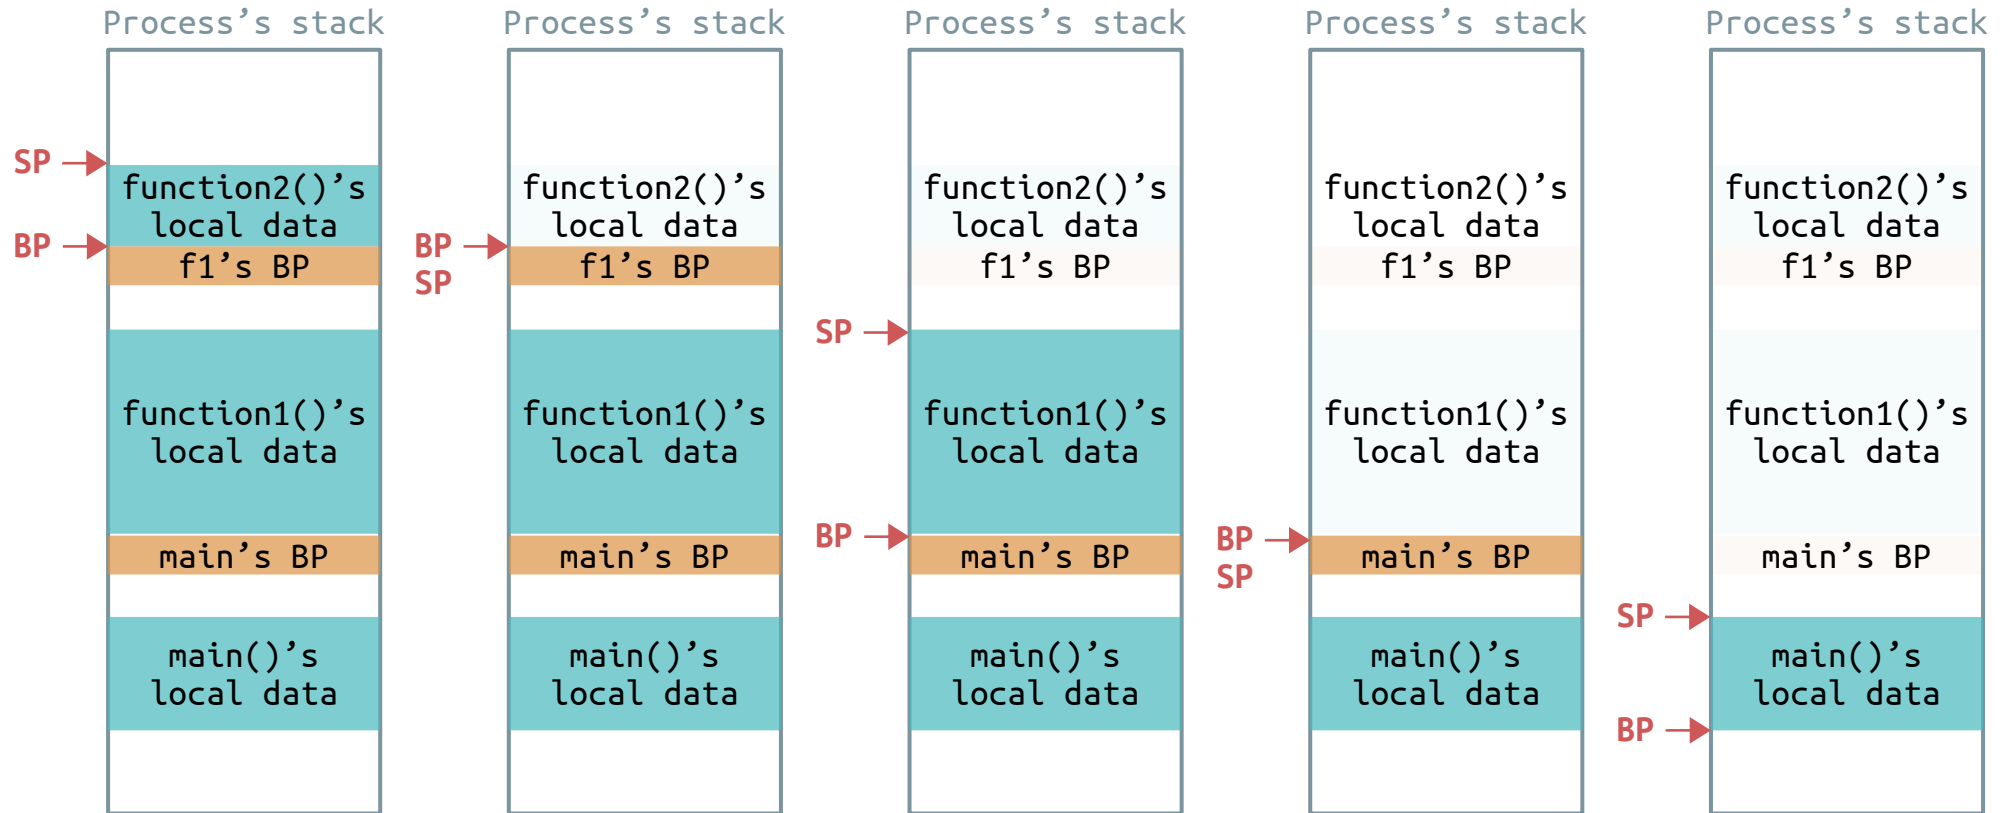 Process’s stack
SP
function2()’s
local data
BP
f1’s BP
function1()’s
local data
main’s BP
main()’s
local data
Process’s stack
function2()’s
local data
BP
f1’s BP
SP
function1()’s
local data
main’s BP
main()’s
local data
Process’s stack
function2()’s
local data
f1’s BP
SP
function1()’s
local data
BP
main’s BP
main()’s
local data
Process’s stack
function2()’s
local data
f1’s BP
function1()’s
local data
BP
main’s BP
SP
main()’s
local data
Process’s stack
function2()’s
local data
f1’s BP
function1()’s
local data
main’s BP
SP
main()’s
local data
BP